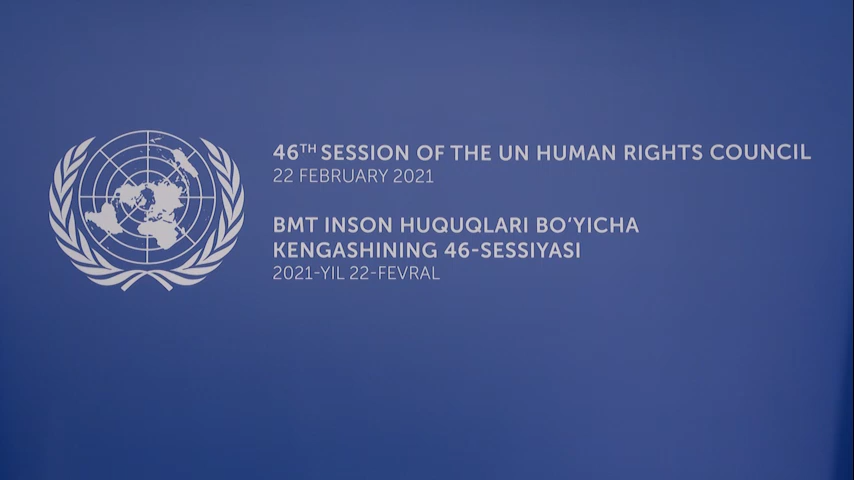 46TH SESSION OF THE UN HUMAN RIGHTS COUNCIL
22 FEBRUARY 2021
BMT INSON HUQUQLARI BO‘YICHA
KENGASHINING 46-SESSIYASI
2021-YIL 22-FEVRAL